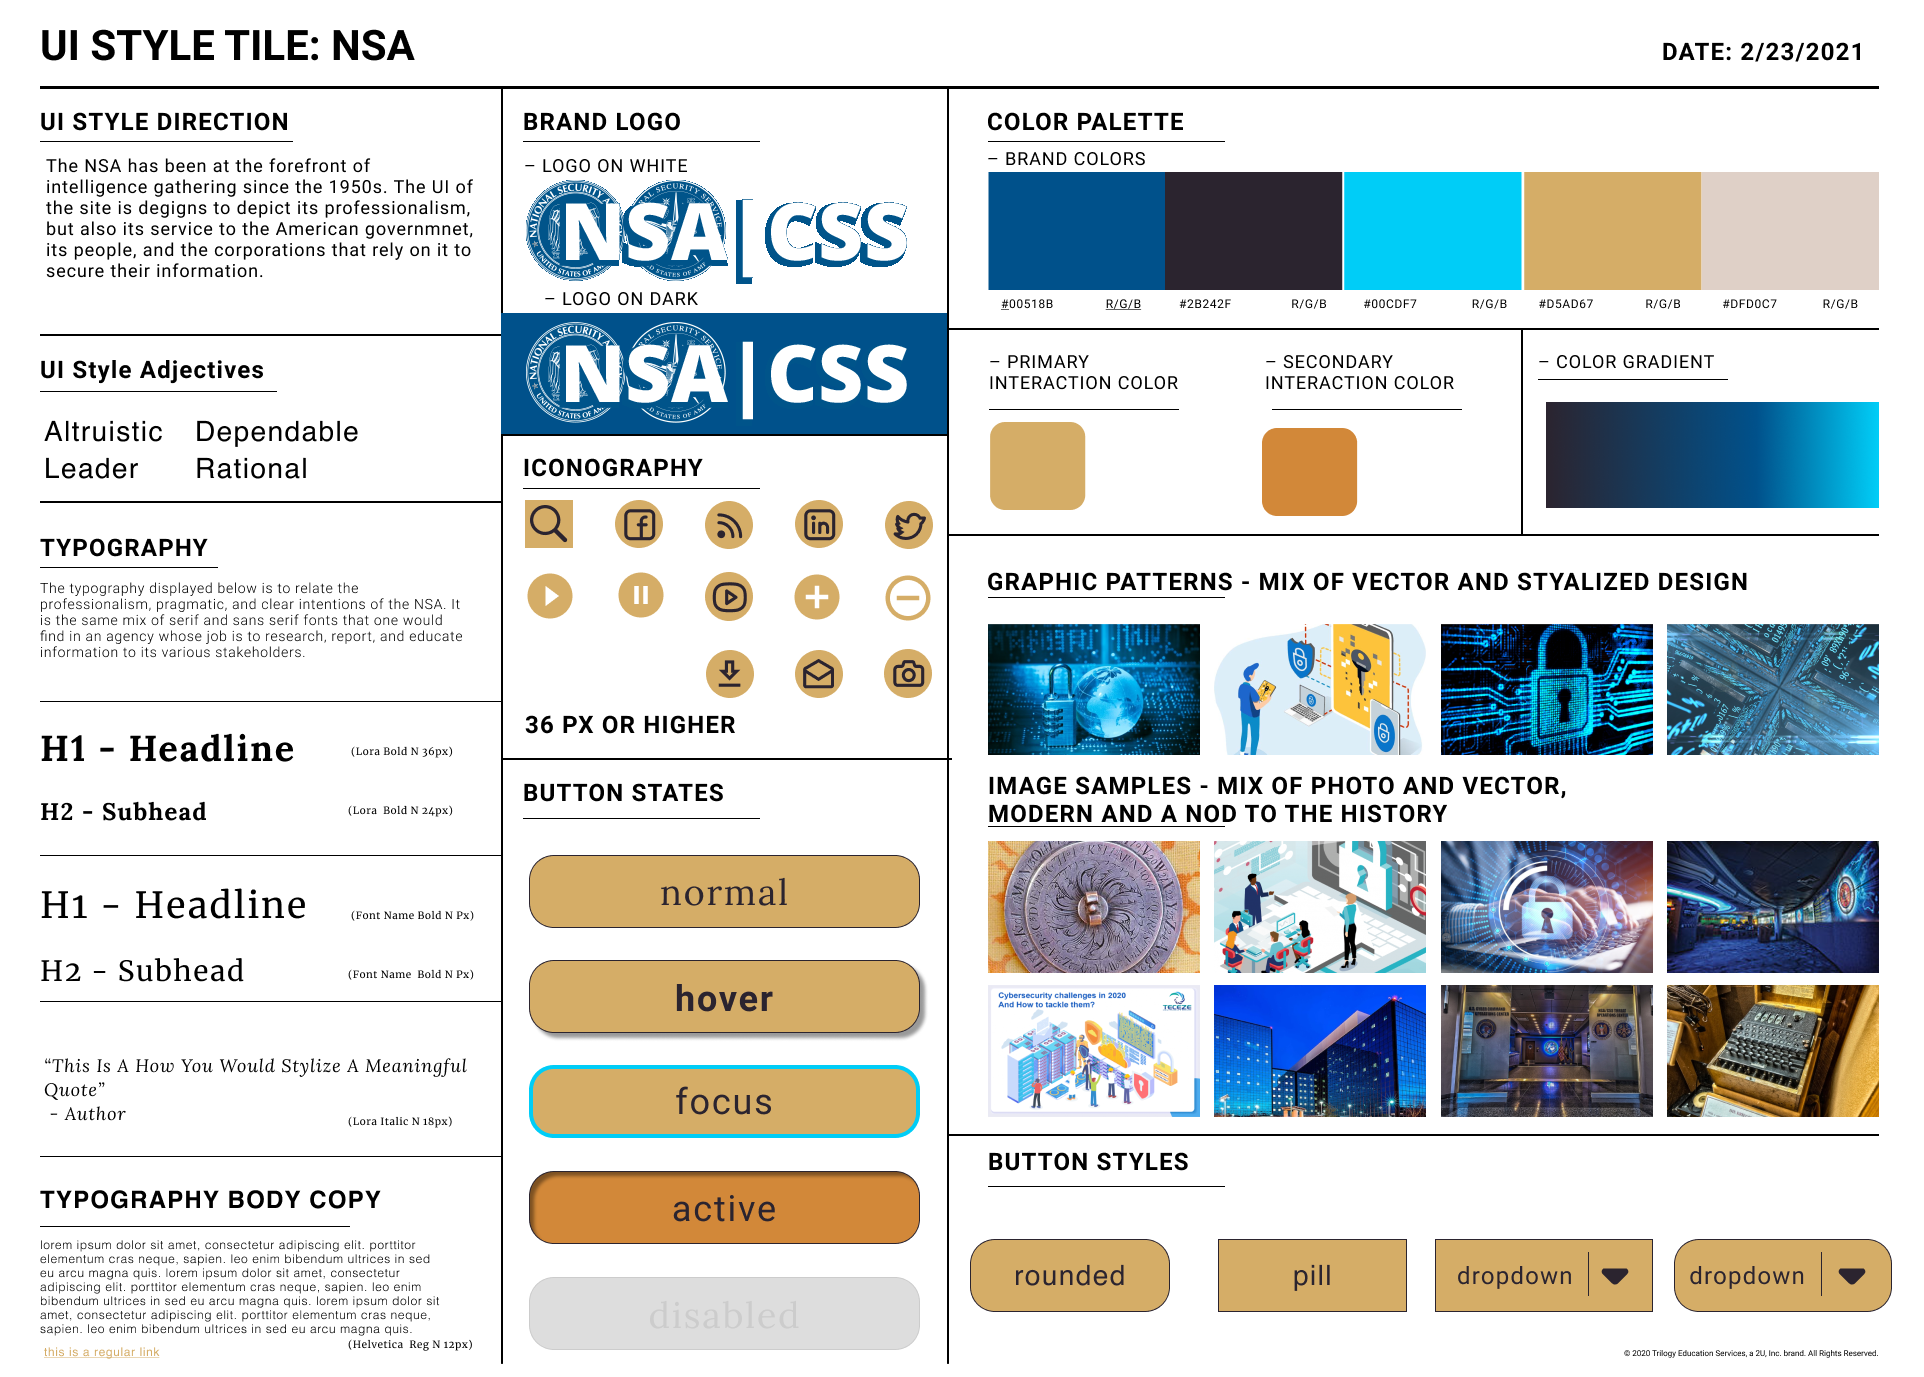 UI STYLE TILE: NSA
DATE: 2/23/2021
UI STYLE DIRECTION
The NSA has been at the forefront of
intelligence gathering since the 1950s. The UI of
the site is degigns to depict its professionalism,
but also its service to the American governmnet,
its people, and the corporations that rely on it to
secure their information.
UI Style Adjectives
Altruistic Dependable
Leader Rational
TYPOGRAPHY
The typography displayed below is to relate the
professionalism, pragmatic, and clear intentions of the NSA. It
is the same mix of serif and sans serif fonts that one would
find in an agency whose job is to research, report, and educate
information to its various stakeholders.
H1 - Headline (Lora Bold N 36px)
H2 - Subhead (Lora Bold N 24px)
H1 - Headline (Font Name Bold N Px)
H2 - Subhead (Font Name Bold N Px)
“This Is A How You Would Stylize A Meaningful
Quote”
- Author
(Lora Italic N 18px)
TYPOGRAPHY BODY COPY
lorem ipsum dolor sit amet, consectetur adipiscing elit. porttitor
elementum cras neque, sapien. leo enim bibendum ultrices in sed
eu arcu magna quis. lorem ipsum dolor sit amet, consectetur
adipiscing elit. porttitor elementum cras neque, sapien. leo enim
bibendum ultrices in sed eu arcu magna quis. lorem ipsum dolor sit
amet, consectetur adipiscing elit. porttitor elementum cras neque,
sapien. leo enim bibendum ultrices in sed eu arcu magna quis.
(Helvetica Reg N 12px)
this is a regular link
BRAND LOGO
– LOGO ON WHITE
NSA|CSS
– LOGO ON DARK
NSA|CSS
ICONOGRAPHY
36 PX OR HIGHER
BUTTON STATES
normal
hover
focus
active
disabled
COLOR PALETTE
– BRAND COLORS
#00518B R/G/B #2B242F R/G/B #00CDF7 R/G/B #D5AD67 R/G/B #DFD0C7 R/G/B
– PRIMARY
INTERACTION COLOR
– SECONDARY
INTERACTION COLOR
– COLOR GRADIENT
GRAPHIC PATTERNS - MIX OF VECTOR AND STYALIZED DESIGN
IMAGE SAMPLES - MIX OF PHOTO AND VECTOR,
MODERN AND A NOD TO THE HISTORY
Cybersecurity challenges in 2020
And How to tackle them?
TECEZE
BUTTON STYLES
rounded
pill
dropdown
dropdown
© 2020 Trilogy Education Services, a 2U, Inc. brand. All Rights Reserved.